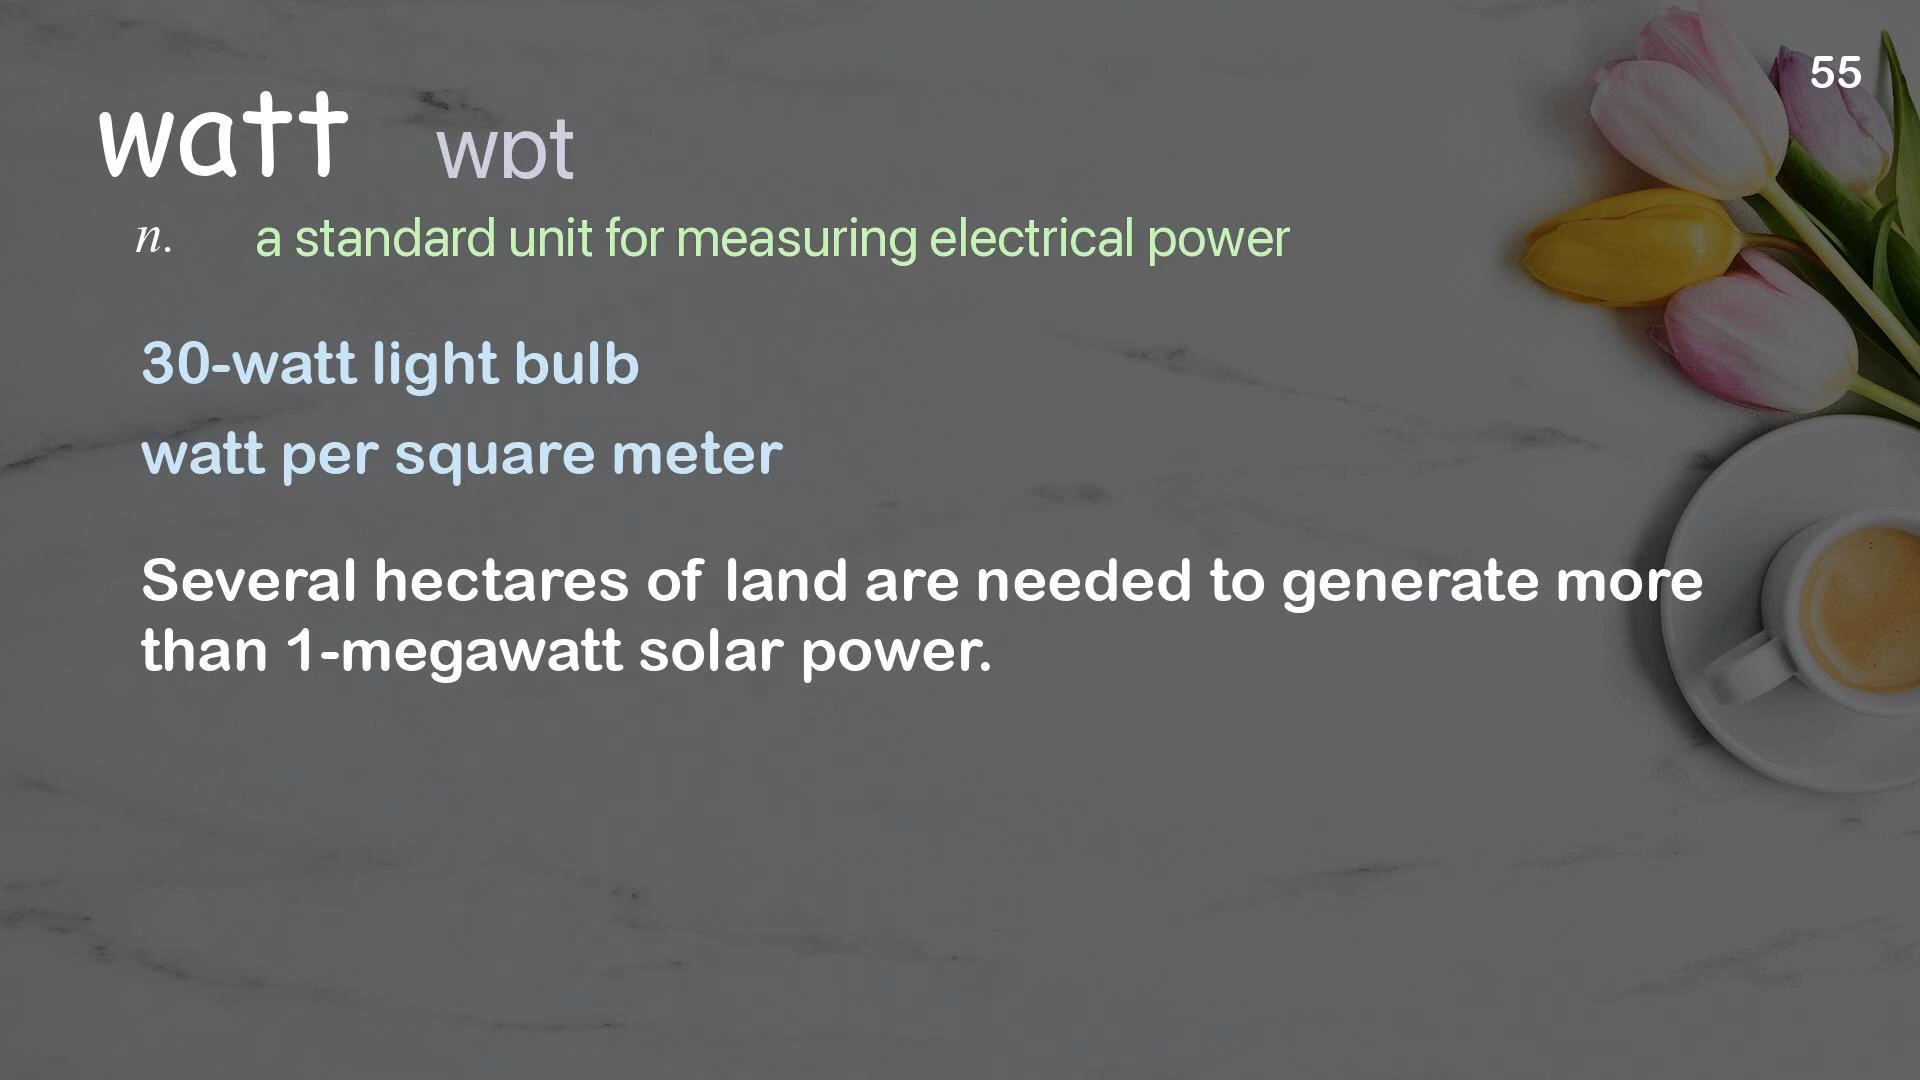 55
watt wɒt
n. a standard unit for measuring electrical power
30-watt light bulb
watt per square meter
Several hectares of land are needed to generate more
than 1-megawatt solar power.